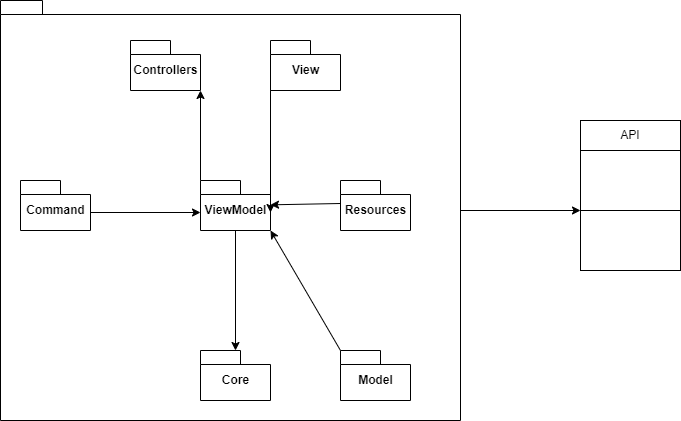 Controllers
View
API
Command
ViewModel
Resources
Core
Model